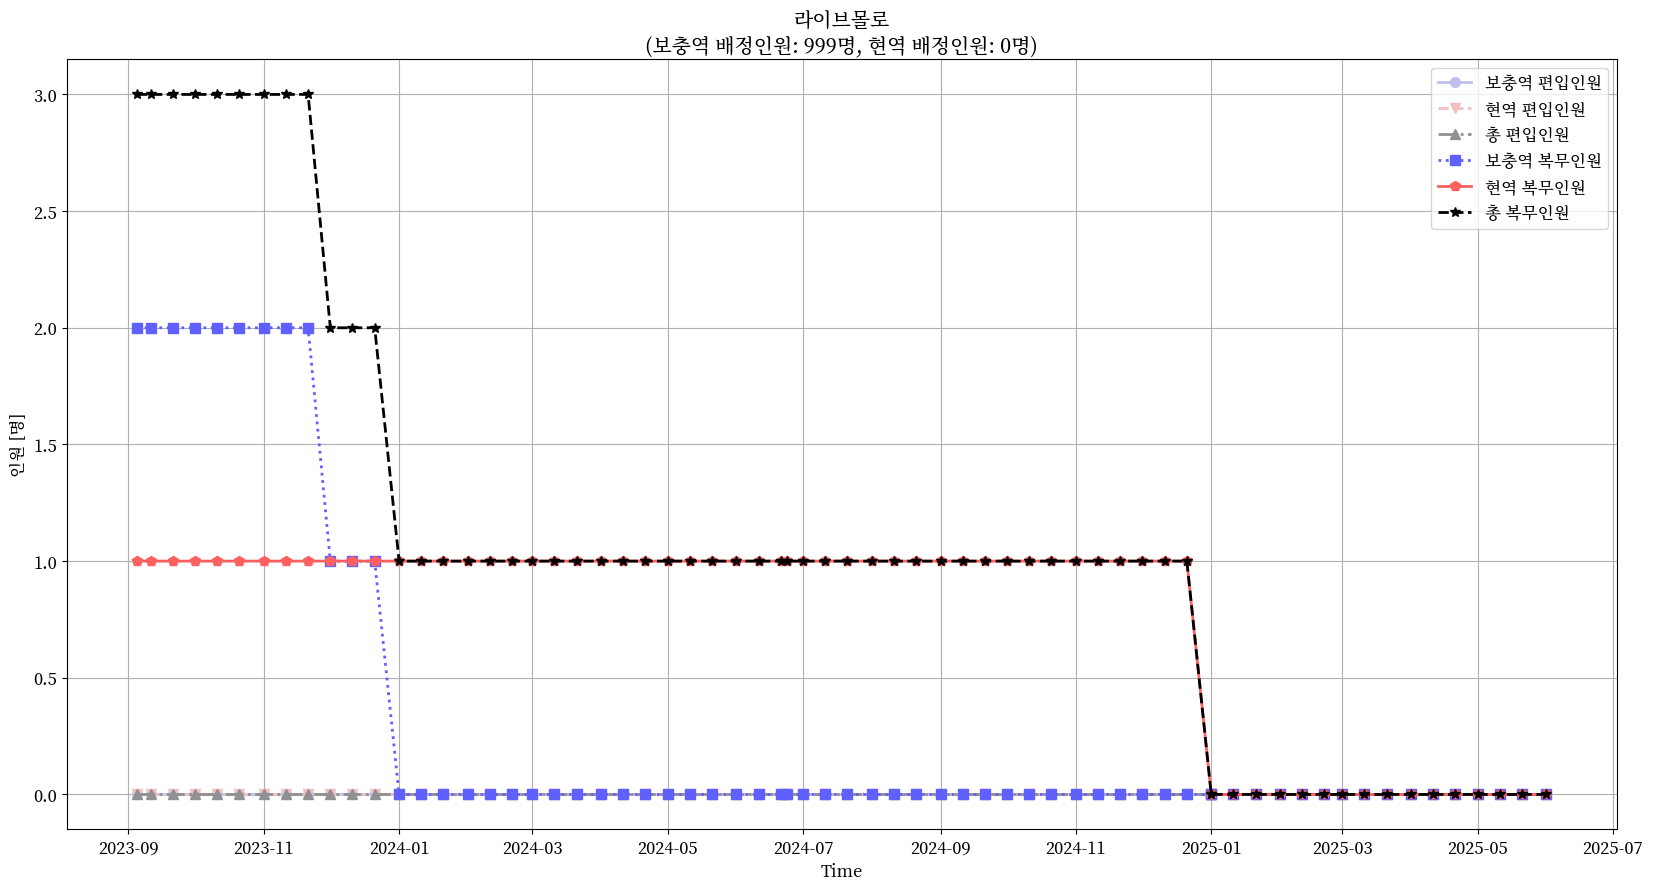 라이브몰로
(보충역 배정인원: 999명, 현역 배정인원: 0명)
보충역 편입인원
현역 편입인원
총 편입인원
보충역 복무인원
현역 복무인원
총 복무인원
인원 [명]
3.0
2.5
2.0
1.5
1.0
0.5
0.0
2023-09 2023-11 2024-01 2024-03 2024-05 2024-07 2024-09 2024-11 2025-01 2025-03 2025-05 2025-07
Time